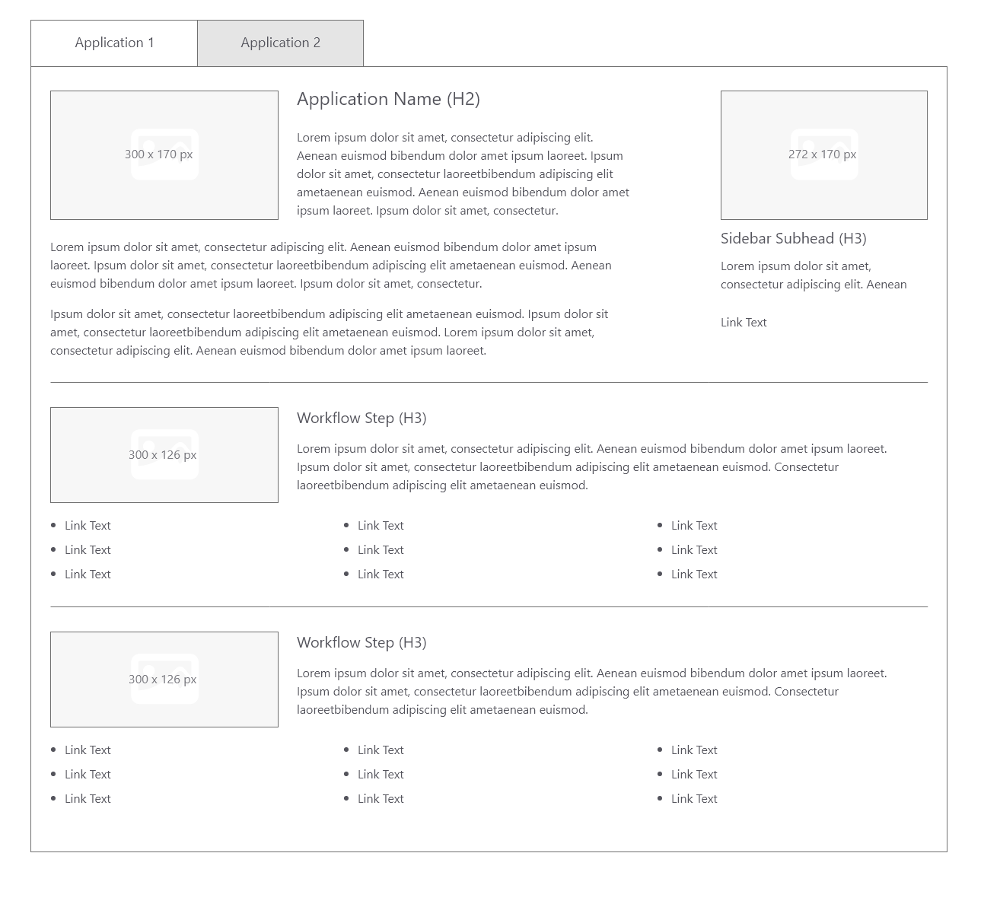 Application 1
Application 2
300 x 170 px
Application Name (H2)
Lorem ipsum dolor sit amet, consectetur adipiscing elit.
Aenean euismod bibendum dolor amet ipsum laoreet. Ipsum
dolor sit amet, consectetur laoreetbibendum adipiscing elit
ametaenean euismod. Aenean euismod bibendum dolor amet
ipsum laoreet. Ipsum dolor sit amet, consectetur.
Lorem ipsum dolor sit amet, consectetur adipiscing elit. Aenean euismod bibendum dolor amet ipsum
laoreet. Ipsum dolor sit amet, consectetur laoreetbibendum adipiscing elit ametaenean euismod. Aenean
euismod bibendum dolor amet ipsum laoreet. Ipsum dolor sit amet, consectetur.
Ipsum dolor sit amet, consectetur laoreetbibendum adipiscing elit ametaenean euismod. Ipsum dolor sit
amet, consectetur laoreetbibendum adipiscing elit ametaenean euismod. Lorem ipsum dolor sit amet,
consectetur adipiscing elit. Aenean euismod bibendum dolor amet ipsum laoreet.
272 x 170 px
Sidebar Subhead (H3)
Lorem ipsum dolor sit amet,
consectetur adipiscing elit. Aenean
Link Text
300 x 126 px
Workflow Step (H3)
Lorem ipsum dolor sit amet, consectetur adipiscing elit. Aenean euismod bibendum dolor amet ipsum laoreet.
Ipsum dolor sit amet, consectetur laoreetbibendum adipiscing elit ametaenean euismod. Consectetur
laoreetbibendum adipiscing elit ametaenean euismod.
• Link Text
• Link Text
• Link Text
• Link Text
• Link Text
• Link Text
• Link Text
• Link Text
• Link Text
300 x 126 px
Workflow Step (H3)
Lorem ipsum dolor sit amet, consectetur adipiscing elit. Aenean euismod bibendum dolor amet ipsum laoreet.
Ipsum dolor sit amet, consectetur laoreetbibendum adipiscing elit ametaenean euismod. Consectetur
laoreetbibendum adipiscing elit ametaenean euismod.
• Link Text
• Link Text
• Link Text
• Link Text
• Link Text
• Link Text
• Link Text
• Link Text
• Link Text